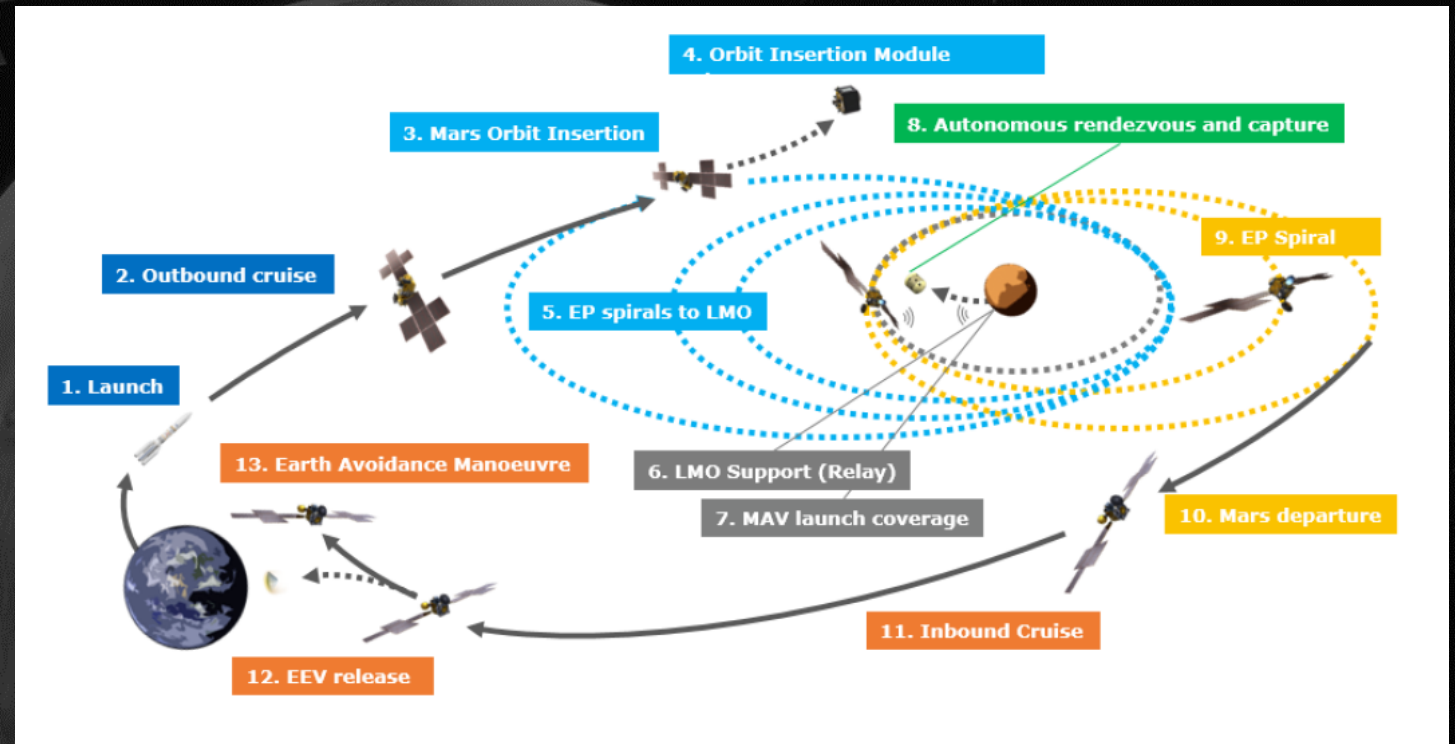 4. Orbit Insertion Module
3. Mars Orbit Insertion
8. Autonomous rendezvous and capture
9. EP Spiral
2. Outbound cruise
5. EP spirals to LMO
1. Launch
13. Earth Avoidance Manoeuvre
6. LMO Support (Relay)
7. MAV launch coverage
10. Mars departure
11. Inbound Cruise
12. EEV release